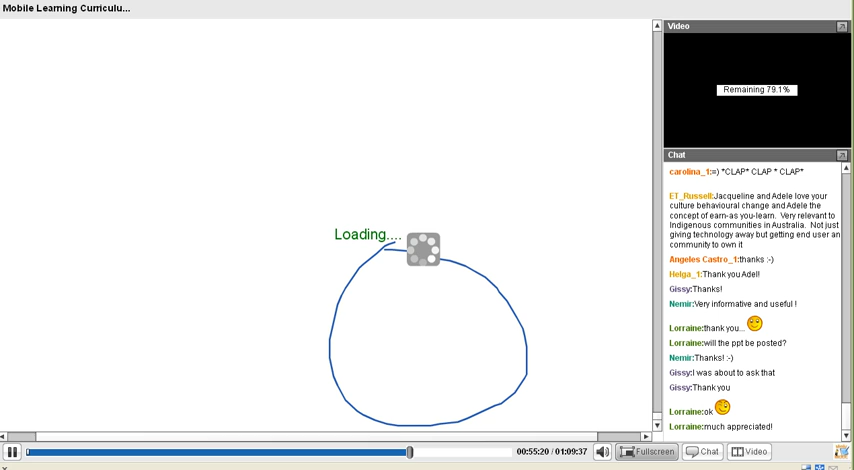 Mobile Learning Curriculu...
Video
Remaining 79.1%
Chat
carolina_1:=) *CLAP* CLAP * CLAP*
ET_Russell:Jacqueline and Adele love your
culture behavioural change and Adele the
concept of earn-as you-learn. Very relevant to
Indigenous communities in Australia. Not just
giving technology away but getting end user an
community to own it
Angeles Castro_1:thanks :-)
Helga_1:Thank you Adel!
Gissy:Thanks!
Nemir:Very informative and useful !
Lorraine:thank you...
Lorraine:will the ppt be posted?
Nemir:Thanks! :-)
Gissy:I was about to ask that
Gissy:Thank you
Lorraine:ok
Lorraine:much appreciated!
Loading....
00:55:20 / 01:09:37
Fullscreen
Chat
Video